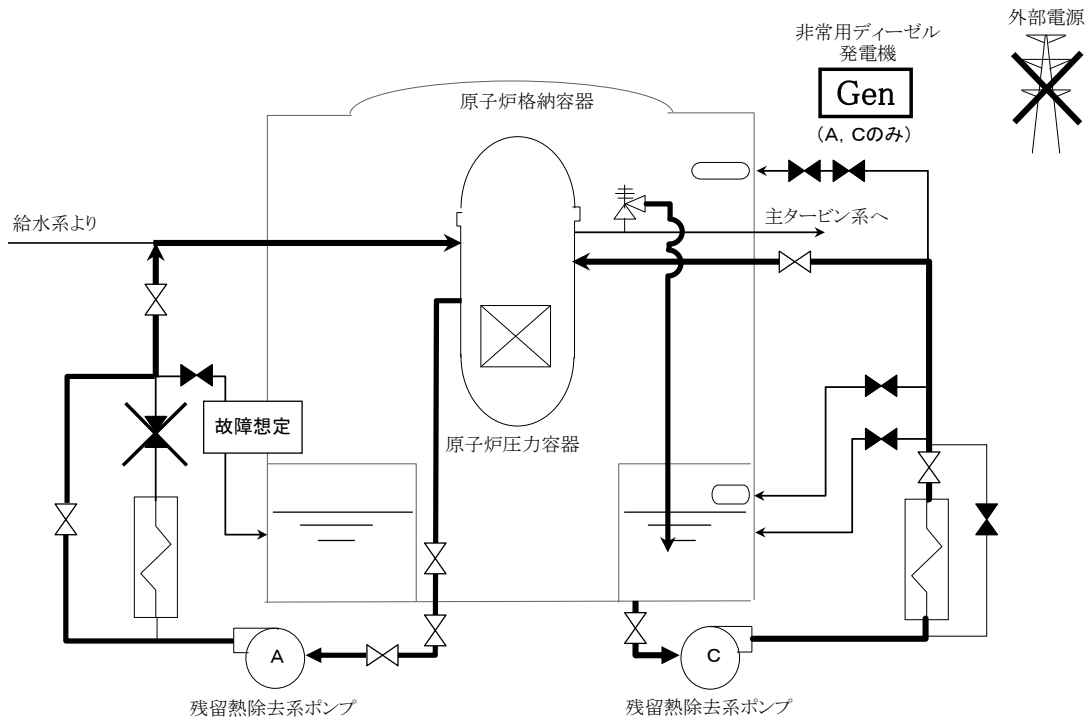 外部電源
非常用ディーゼル
発電機
Gen
(A, Cのみ)
原子炉格納容器
給水系より
主タービン系へ
故障想定
原子炉圧力容器
A
C
残留熱除去系ポンプ
残留熱除去系ポンプ